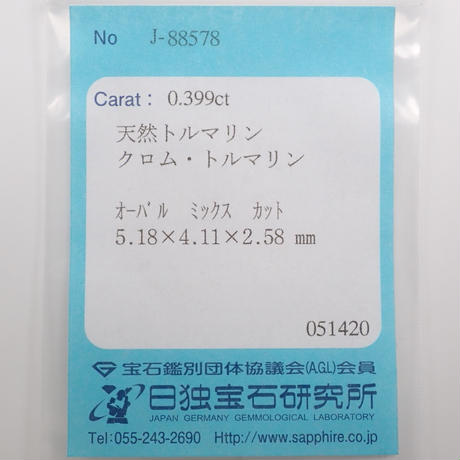 No J-88578
Carat： 0.399ct
天然トルマリン
クロム・トルマリン
ｵｰﾊﾞﾙ ﾐｯｸｽ ｶｯﾄ
5.18×4.11×2.58 mm
051420
宝石鑑別団体協議会(A.G.L)会員
日独宝石研究所
JAPAN GERMANY GEMMOLOGICAL LABORATORY
Tel:055-243-2690 Http://www.sapphire.co.jp